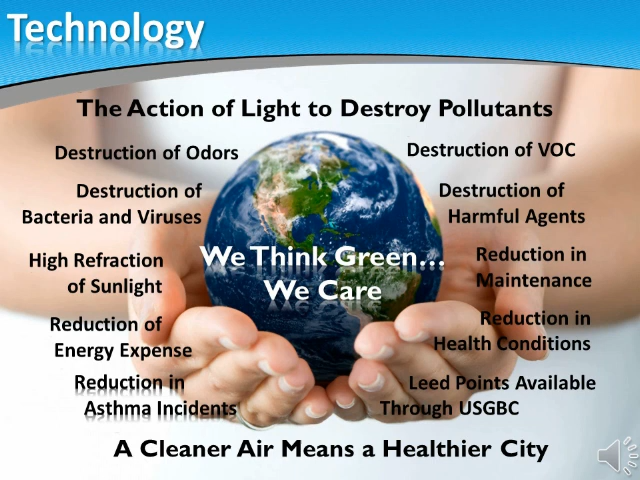 Technology
The Action of Light to Destroy Pollutants
Destruction of Odors
Destruction of VOC
Destruction of
Bacteria and Viruses
Destruction of
Harmful Agents
We Think Green...
We Care
High Refraction
of Sunlight
Reduction in
Maintenance
Reduction of
Energy Expense
Reduction in
Health Conditions
Reduction in
Asthma Incidents
Leed Points Available
Through USGBC
A Cleaner Air Means a Healthier City